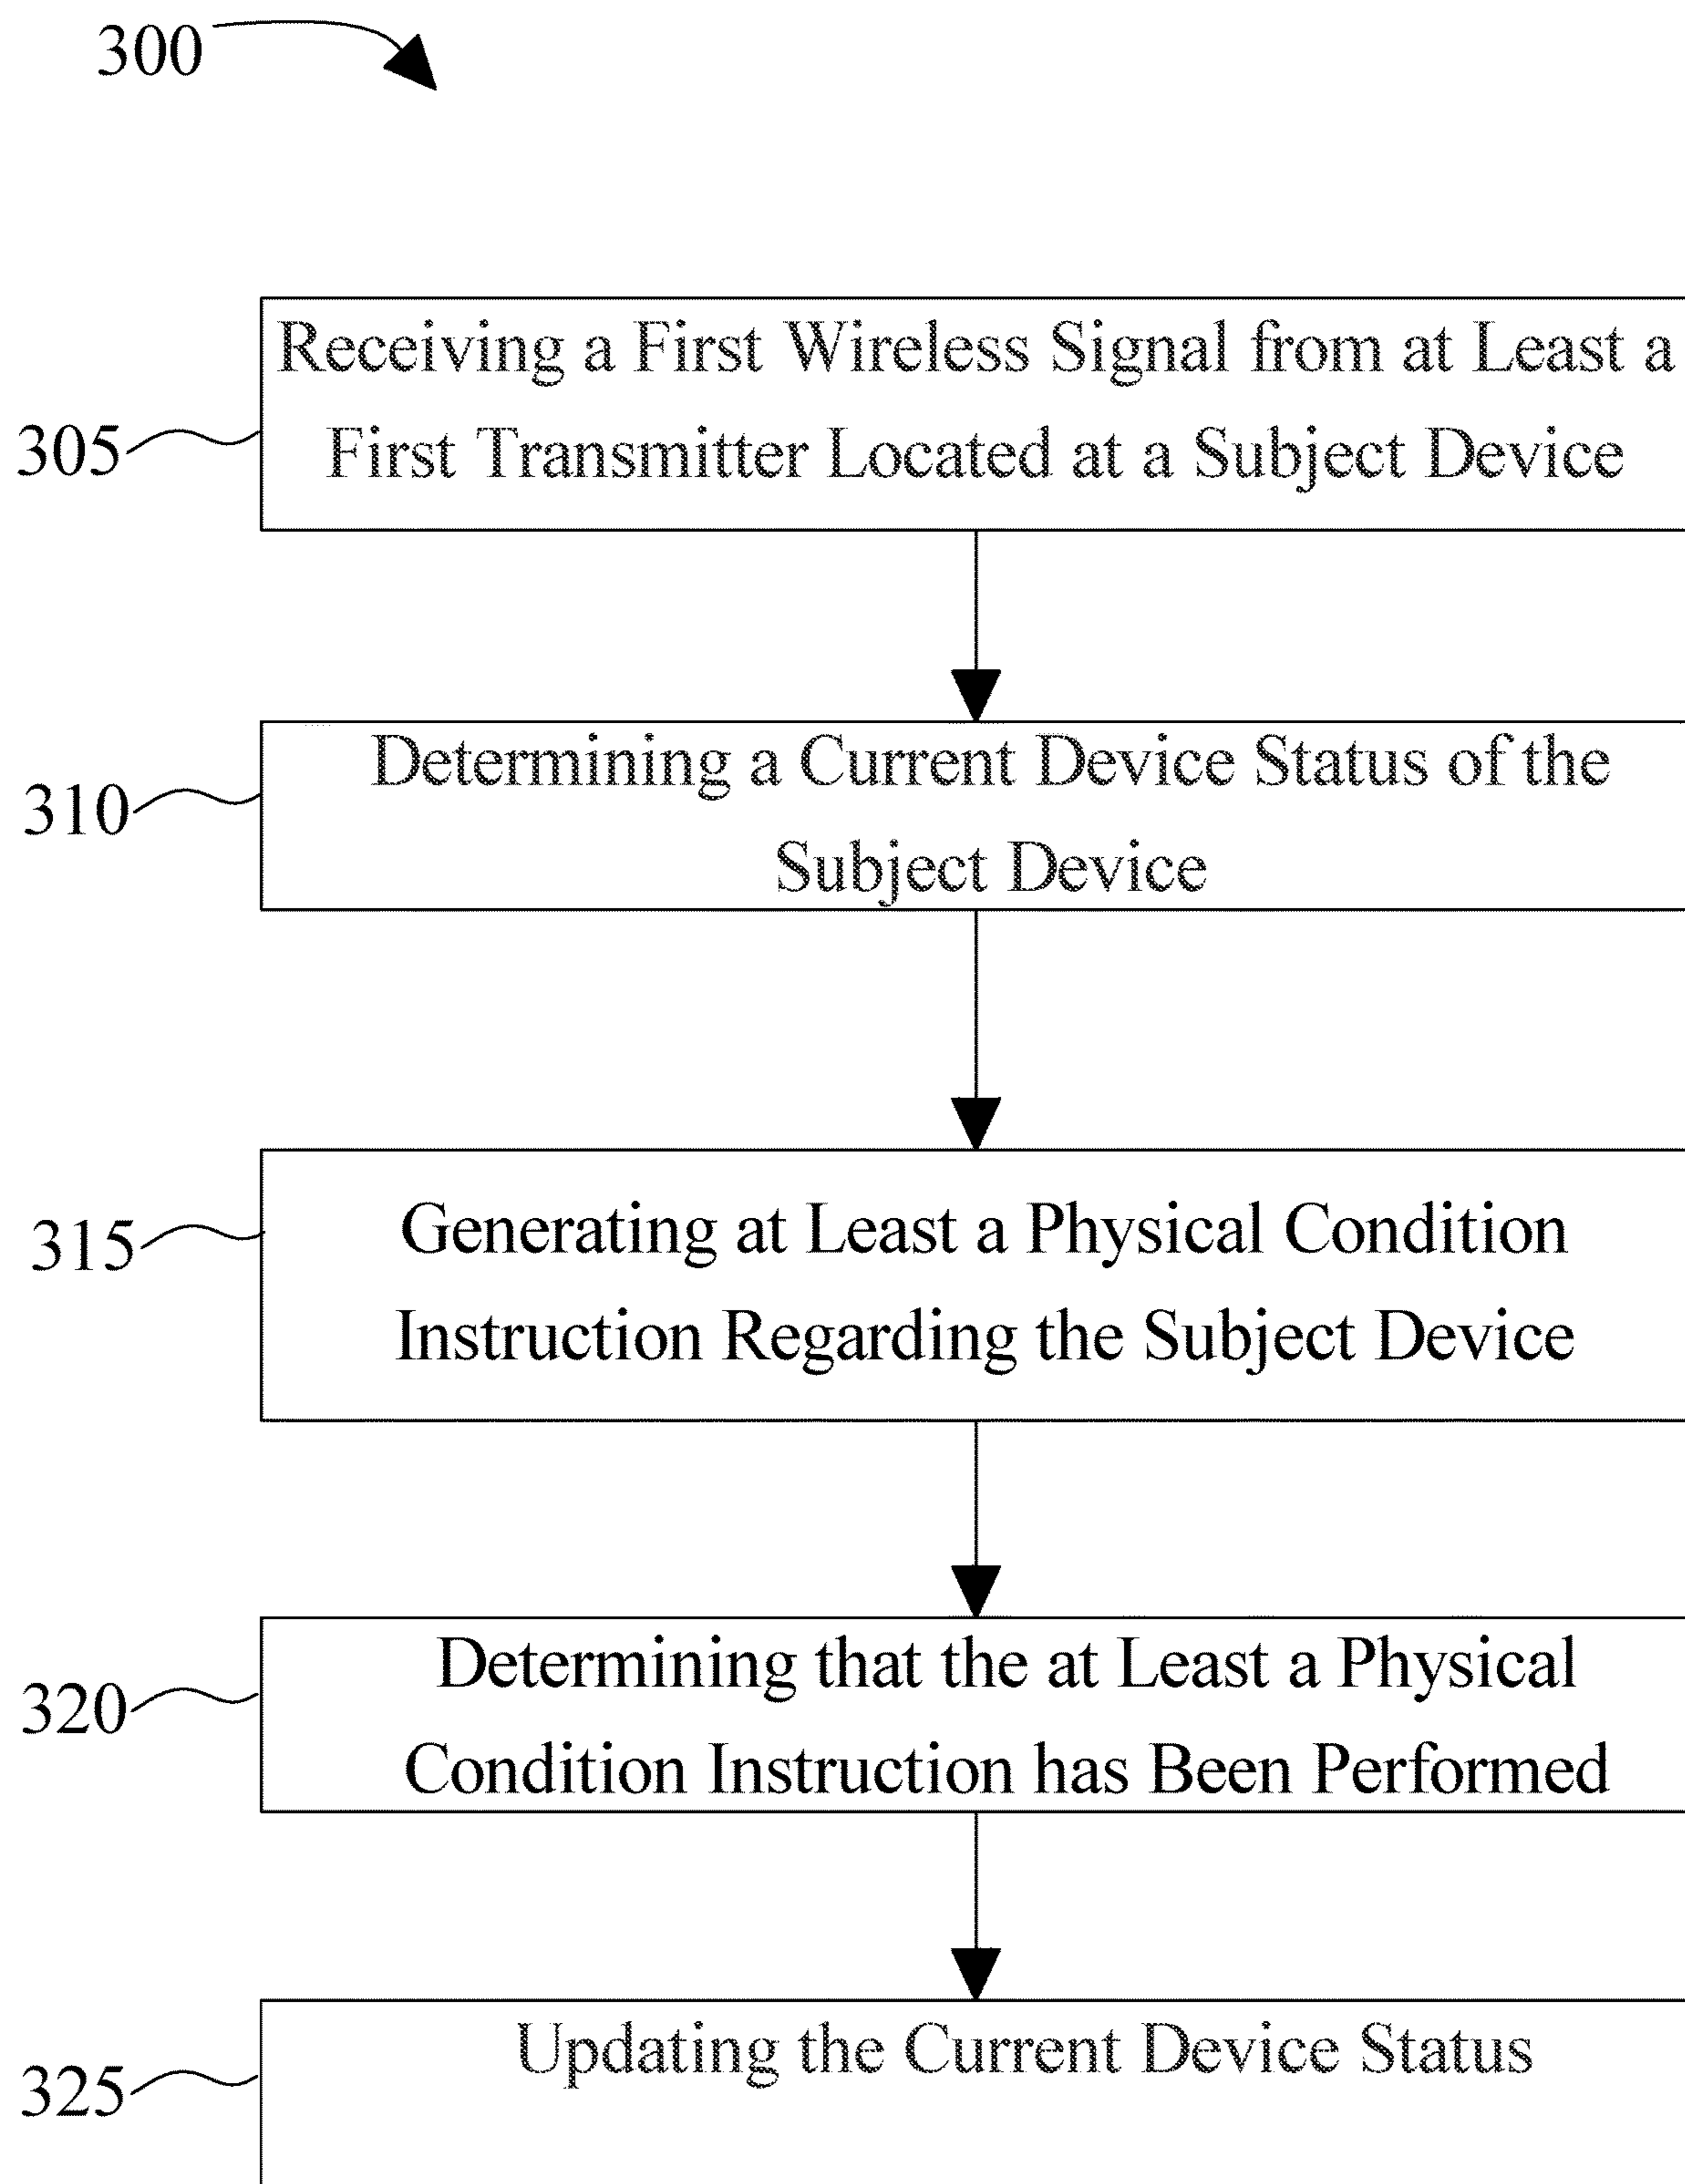 300
Receiving a First Wireless Signal from at Least a
305
First Transmitter Located at a Subject Device
Determining a Current Device Status of the
310
Subject Device
Generating at Least a Physical Condition
315
Instruction Regarding the Subject Device
Determining that the at Least a Physical
320
Condition Instruction has Been Performed
Updating the Current Device Status
325